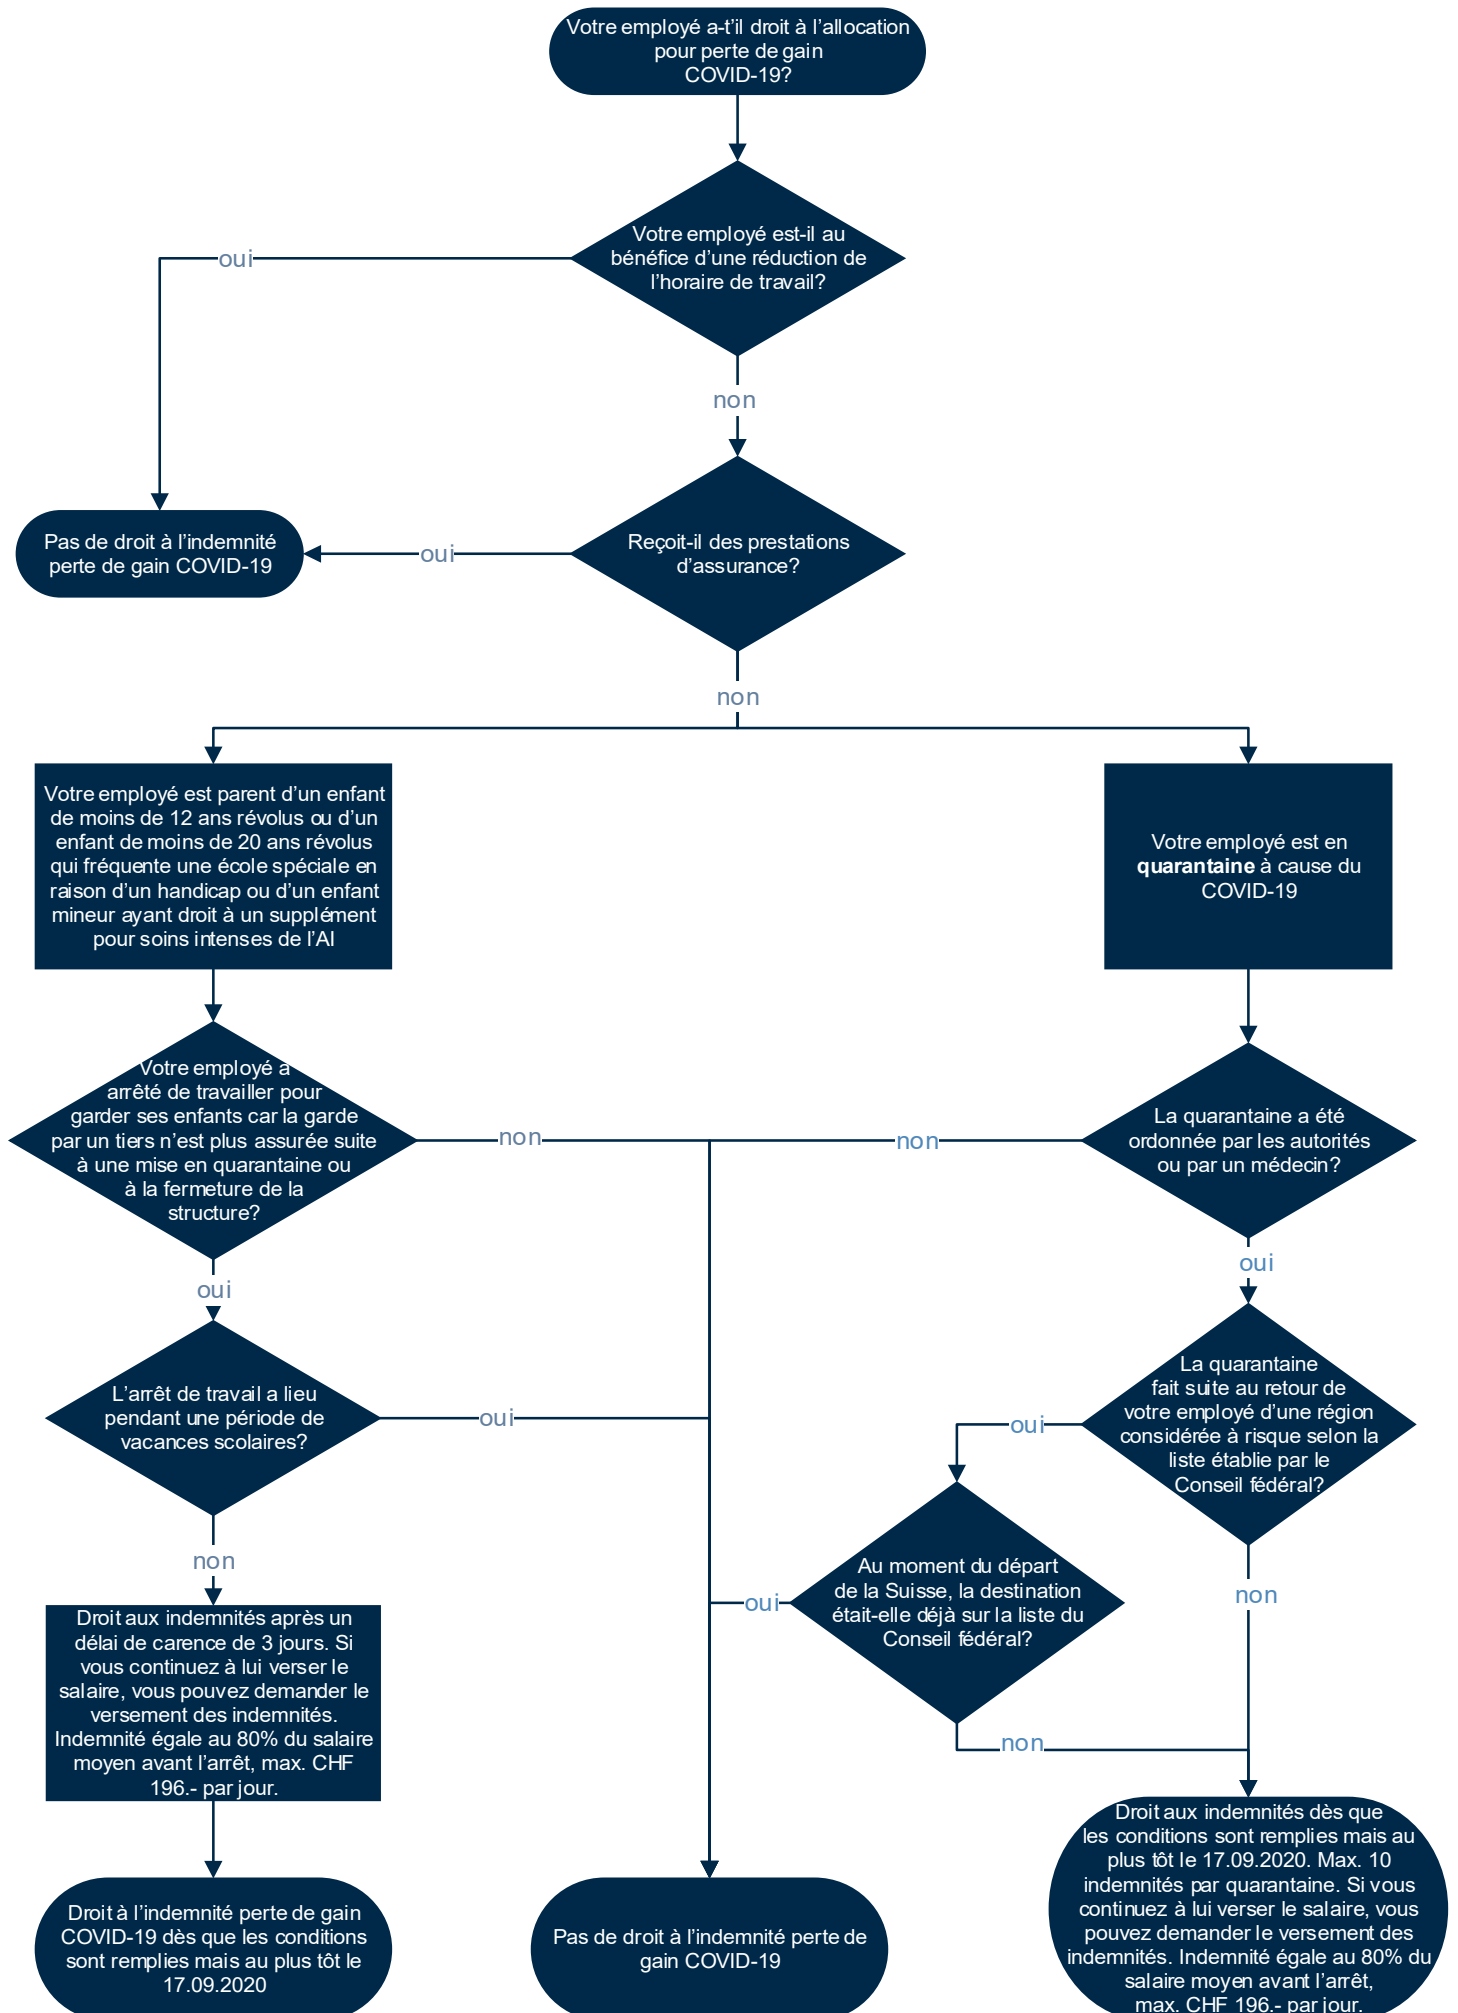 Votre employé a-t’il droit à l’allocation
pour perte de gain
COVID-19?
Votre employé est-il au
bénéfice d’une réduction de
l’horaire de travail?
oui
non
Pas de droit à l’indemnité
perte de gain COVID-19
oui
Reçoit-il des prestations
d’assurance?
non
Votre employé est parent d’un enfant
de moins de 12 ans révolus ou d’un
enfant de moins de 20 ans révolus
qui fréquente une école spéciale en
raison d’un handicap ou d’un enfant
mineur ayant droit à un supplément
pour soins intenses de l’AI
Votre employé est en
quarantaine à cause du
COVID-19
Votre employé a
arrêté de travailler pour
garder ses enfants car la garde
par un tiers n’est plus assurée suite
à une mise en quarantaine ou
à la fermeture de la
structure?
non
non
La quarantaine a été
ordonnée par les autorités
ou par un médecin?
oui
oui
L’arrêt de travail a lieu
pendant une période de
vacances scolaires?
oui
oui
La quarantaine
fait suite au retour de
votre employé d’une région
considérée à risque selon la
liste établie par le
Conseil fédéral?
non
Au moment du départ
de la Suisse, la destination
était-elle déjà sur la liste du
Conseil fédéral?
oui
non
non
Droit aux indemnités après un
délai de carence de 3 jours. Si
vous continuez à lui verser le
salaire, vous pouvez demander le
versement des indemnités.
Indemnité égale au 80% du salaire
moyen avant l’arrêt, max. CHF
196.- par jour.
Droit à l’indemnité perte de gain
COVID-19 dès que les conditions
sont remplies mais au plus tôt le
17.09.2020
Pas de droit à l’indemnité perte de
gain COVID-19
Droit aux indemnités dès que
les conditions sont remplies mais au
plus tôt le 17.09.2020. Max. 10
indemnités par quarantaine. Si vous
continuez à lui verser le salaire, vous
pouvez demander le versement des
indemnités. Indemnité égale au 80% du
salaire moyen avant l’arrêt,
max. CHF 196.- par jour.